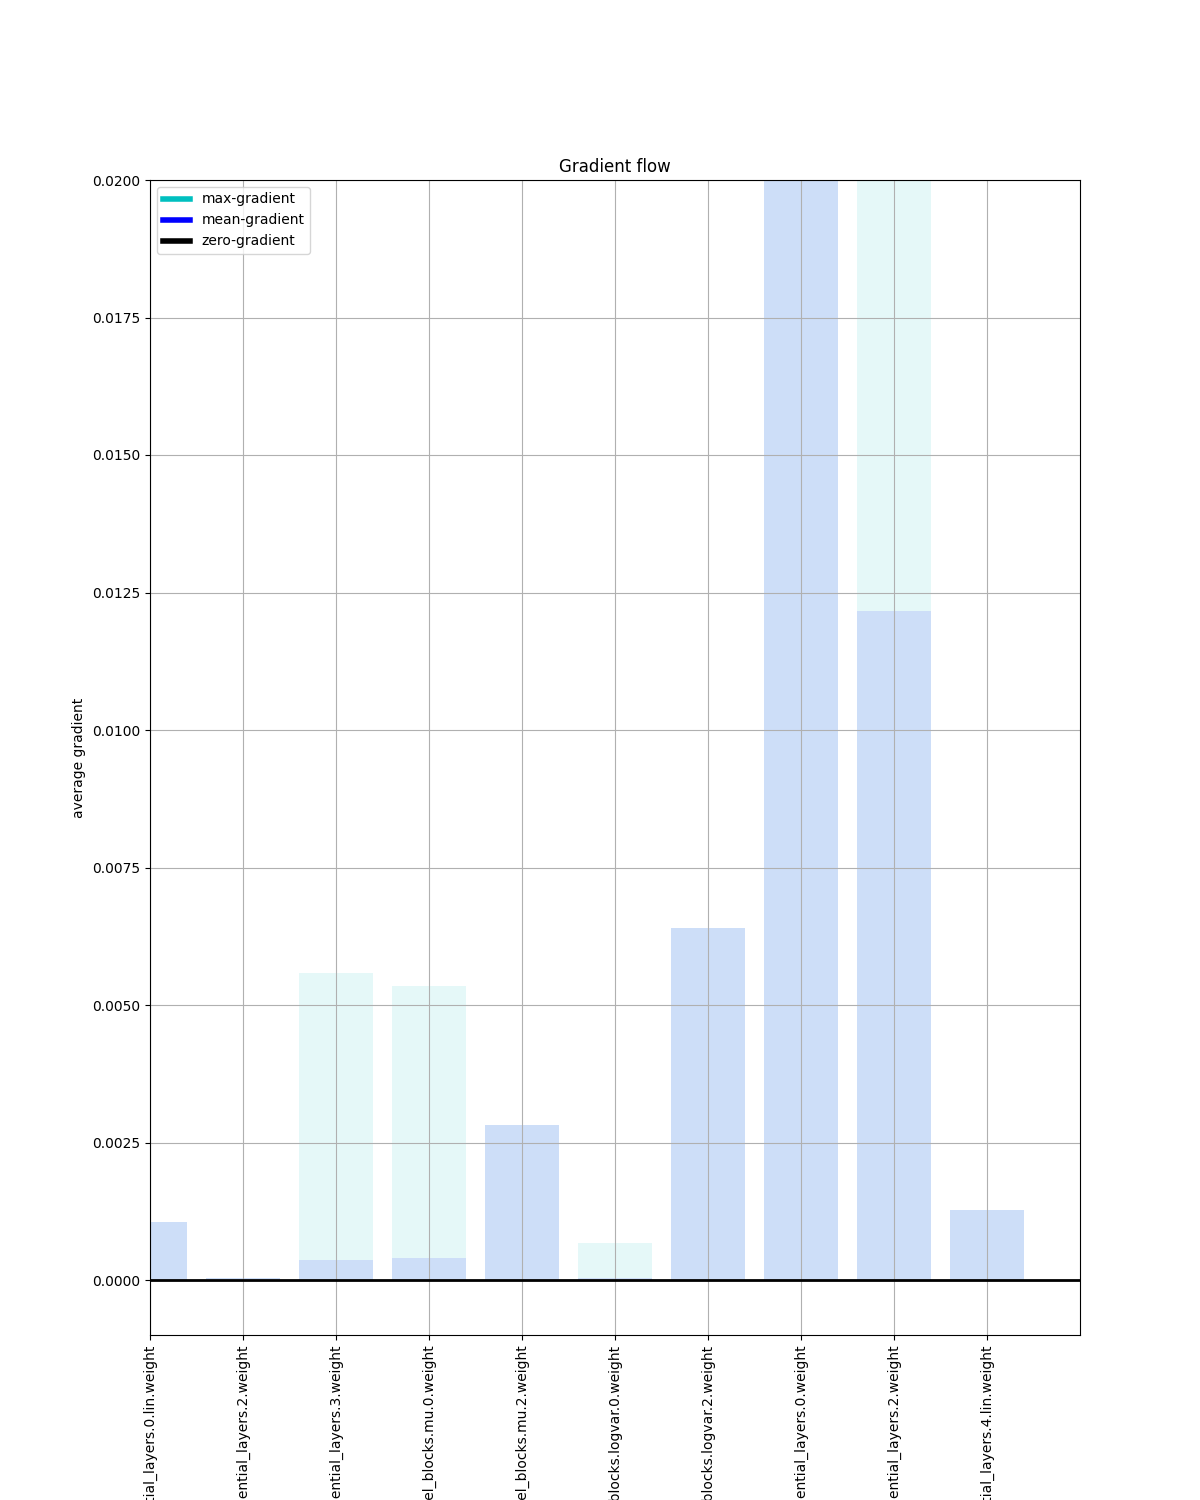 Gradient flow
max-gradient
mean-gradient
zero-gradient
0.0200
0.0175
0.0150
0.0125
0.0100
0.0075
0.0050
0.0025
0.0000
average gradient
tial_layers.0.lin.weight
ential_layers.2.weight
ential_layers.3.weight
el_blocks.mu.0.weight
el_blocks.mu.2.weight
blocks.logvar.0.weight
blocks.logvar.2.weight
ential_layers.0.weight
ential_layers.2.weight
tial_layers.4.lin.weight